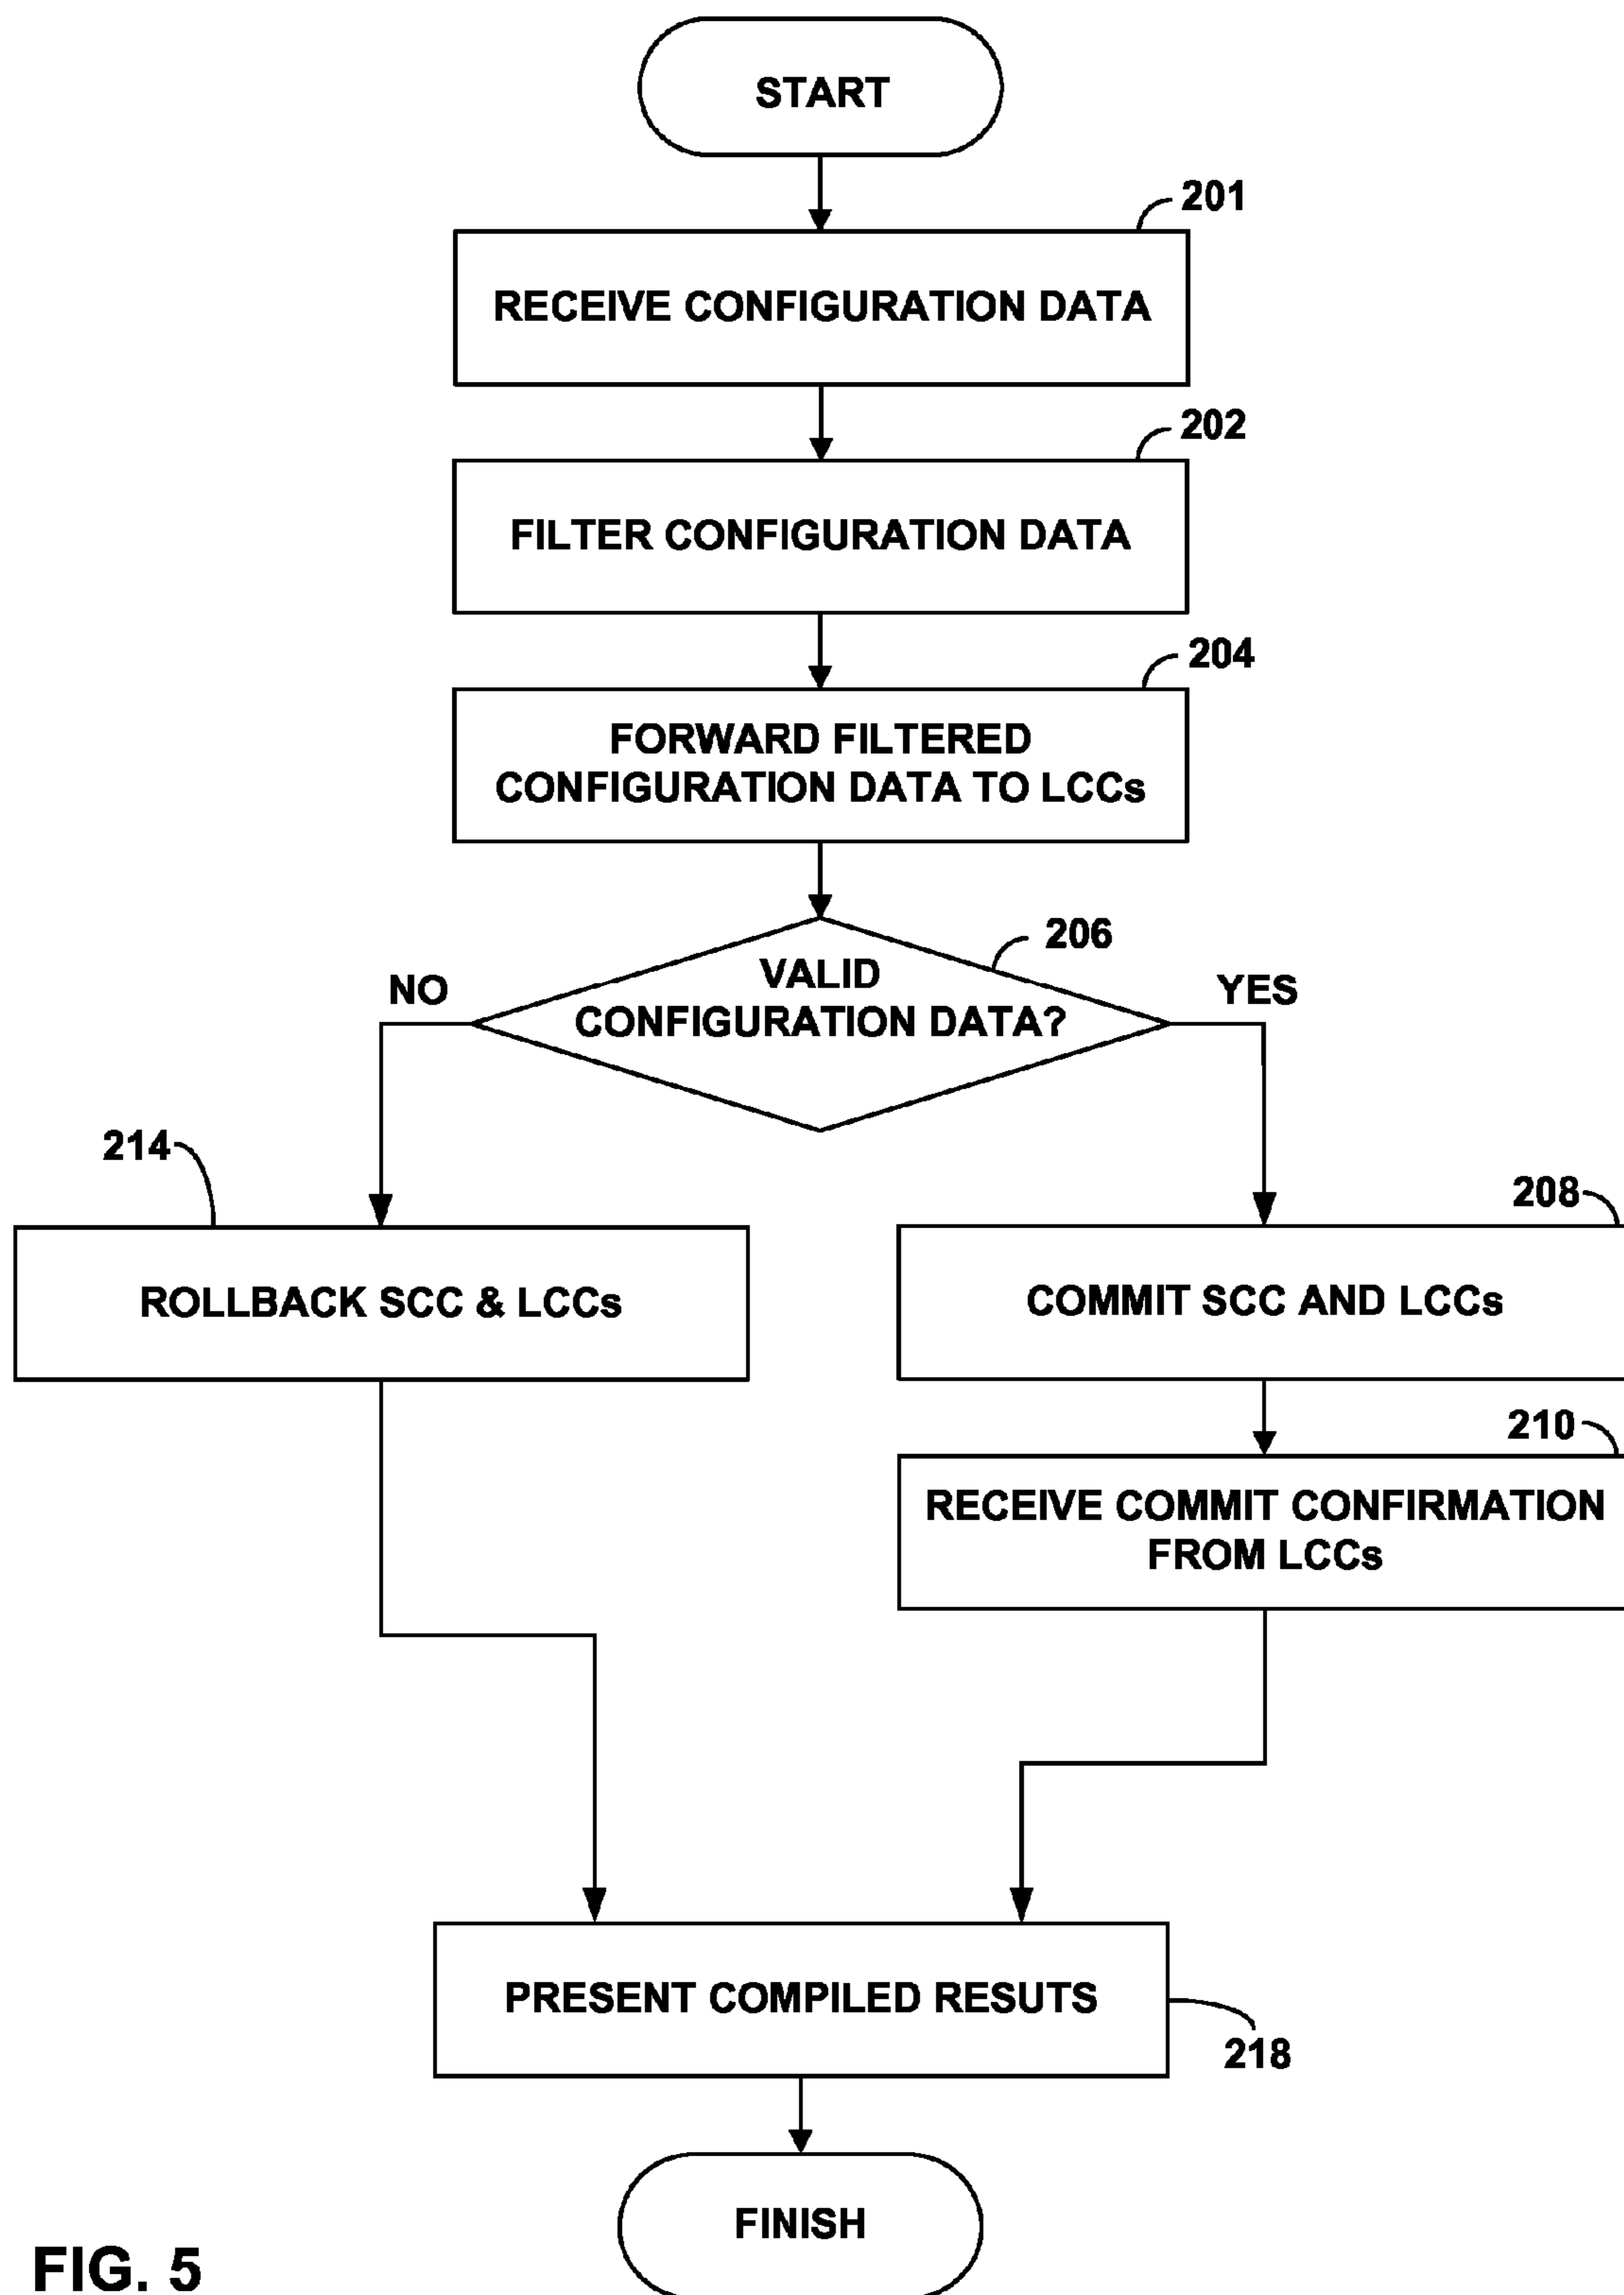 START
201
RECEIVE CONFIGURATION DATA
202
FILTER CONFIGURATION DATA
204
FORWARD FILTERED
CONFIGURATION DATA TO LCCs
206
NO
VALID
CONFIGURATION DATA?
YES
214
ROLLBACK SCC & LCCs
208
COMMIT SCC AND LCCs
210
RECEIVE COMMIT CONFIRMATION
FROM LCCs
PRESENT COMPILED RESUTS
218
FINISH
FIG. 5